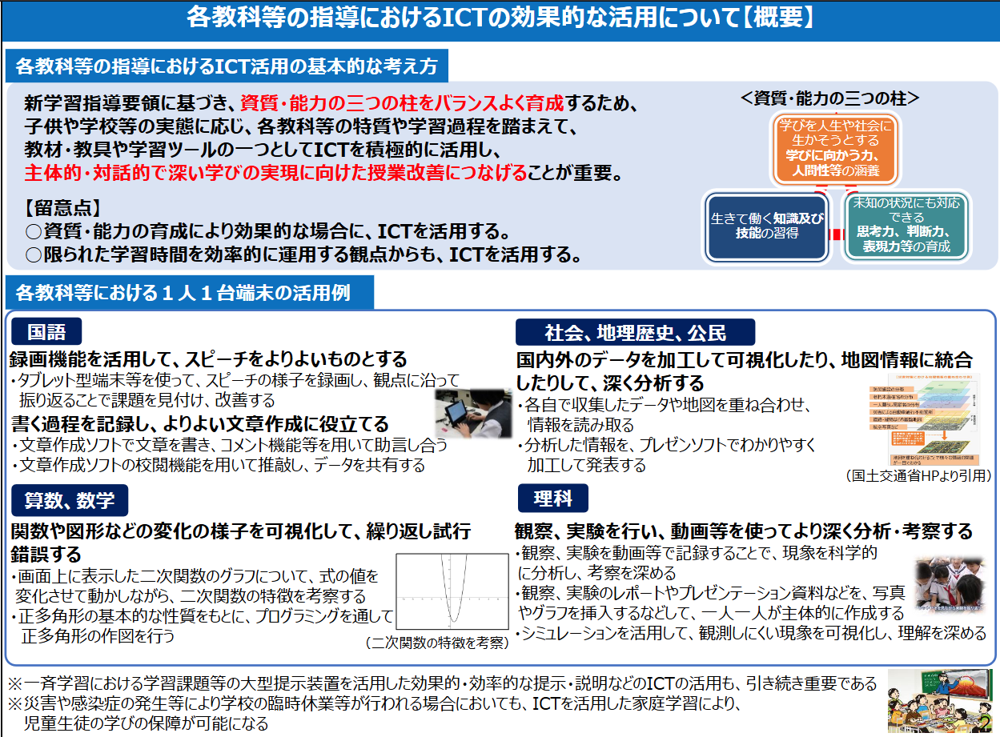 各教科等の指導におけるICTの効果的な活用について【概要】
各教科等の指導におけるICT活用の基本的な考え方
新学習指導要領に基づき、資質・能力の三つの柱をバランスよく育成するため、
子供や学校等の実態に応じ、各教科等の特質や学習過程を踏まえて、
教材・教具や学習ツールの一つとしてICTを積極的に活用し、
主体的・対話的で深い学びの実現に向けた授業改善につなげることが重要。
【留意点】
○資質・能力の育成により効果的な場合に、ICTを活用する。
○限られた学習時間を効率的に運用する観点からも、ICTを活用する。
＜資質・能力の三つの柱＞
学びを人生や社会に
生かそうとする
学びに向かう力、
人間性等の涵養
生きて働く知識及び
技能の習得
未知の状況にも対応
できる
思考力、判断力、
表現力等の育成
各教科等における１人１台端末の活用例
国語
録画機能を活用して、スピーチをよりよいものとする
・タブレット型端末等を使って、スピーチの様子を録画し、観点に沿って
振り返ることで課題を見付け、改善する
書く過程を記録し、よりよい文章作成に役立てる
・文章作成ソフトで文章を書き、コメント機能等を用いて助言し合う
・文章作成ソフトの校閲機能を用いて推敲し、データを共有する
社会、地理歴史、公民
国内外のデータを加工して可視化したり、地図情報に統合
したりして、深く分析する
・各自で収集したデータや地図を重ね合わせ、
情報を読み取る
・分析した情報を、プレゼンソフトでわかりやすく
加工して発表する
（国土交通省HPより引用）
算数、数学
関数や図形などの変化の様子を可視化して、繰り返し試行
錯誤する
・画面上に表示した二次関数のグラフについて、式の値を
変化させて動かしながら、二次関数の特徴を考察する
・正多角形の基本的な性質をもとに、プログラミングを通して
正多角形の作図を行う
（二次関数の特徴を考察）
理科
観察、実験を行い、動画等を使ってより深く分析・考察する
・観察、実験を動画等で記録することで、現象を科学的
に分析し、考察を深める
・観察、実験のレポートやプレゼンテーション資料などを、写真
やグラフを挿入するなどして、一人一人が主体的に作成する
・シミュレーションを活用して、観測しにくい現象を可視化し、理解を深める
※一斉学習における学習課題等の大型提示装置を活用した効果的・効率的な提示・説明などのICTの活用も、引き続き重要である
※災害や感染症の発生等により学校の臨時休業等が行われる場合においても、ICTを活用した家庭学習により、
児童生徒の学びの保障が可能になる
2